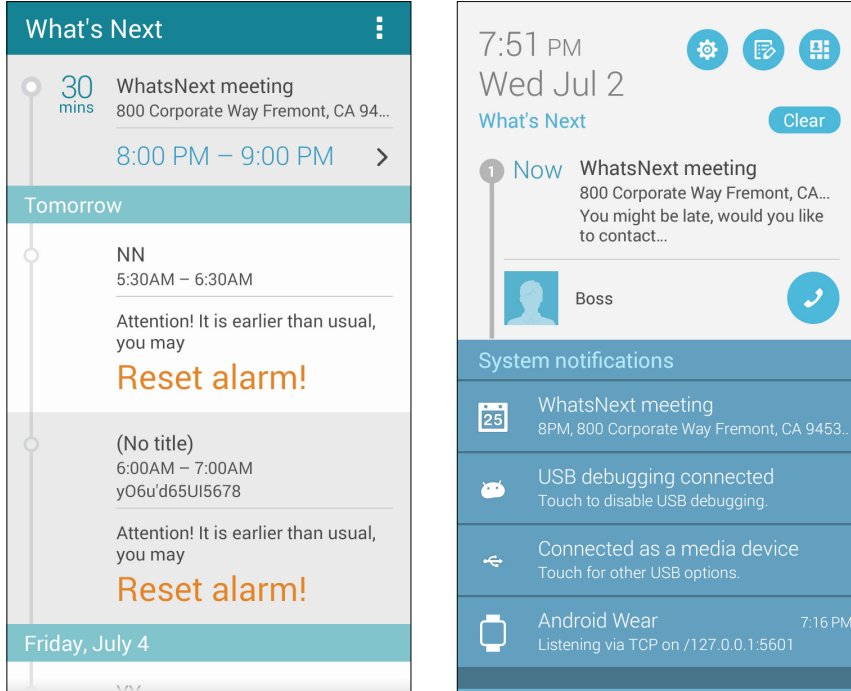 What's Next
30
mins
WhatsNext meeting
800 Corporate Way Fremont, CA 94...
8:00 PM – 9:00 PM
Tomorrow
NN
5:30AM – 6:30AM
Attention! It is earlier than usual,
you may
Reset alarm!
(No title)
6:00AM – 7:00AM
yO6u'd65UI5678
Attention! It is earlier than usual,
you may
Reset alarm!
Friday, July 4
7:51 PM
Wed Jul 2
What's Next
Clear
1
Now
WhatsNext meeting
800 Corporate Way Fremont, CA...
You might be late, would you like
to contact...
Boss
System notifications
25
WhatsNext meeting
8PM, 800 Corporate Way Fremont, CA 9453..
USB debugging connected
Touch to disable USB debugging.
Connected as a media device
Touch for other USB options.
Android Wear
7:16 PM
Listening via TCP on /127.0.0.1:5601